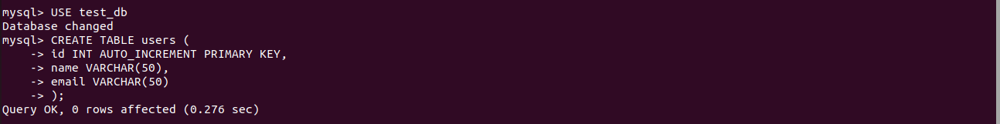 mysql> USE test_db
Database changed
mysql> CREATE TABLE users (
    -> id INT AUTO_INCREMENT PRIMARY KEY,
    -> name VARCHAR(50),
    -> email VARCHAR(50)
    -> );
Query OK, 0 rows affected (0.276 sec)